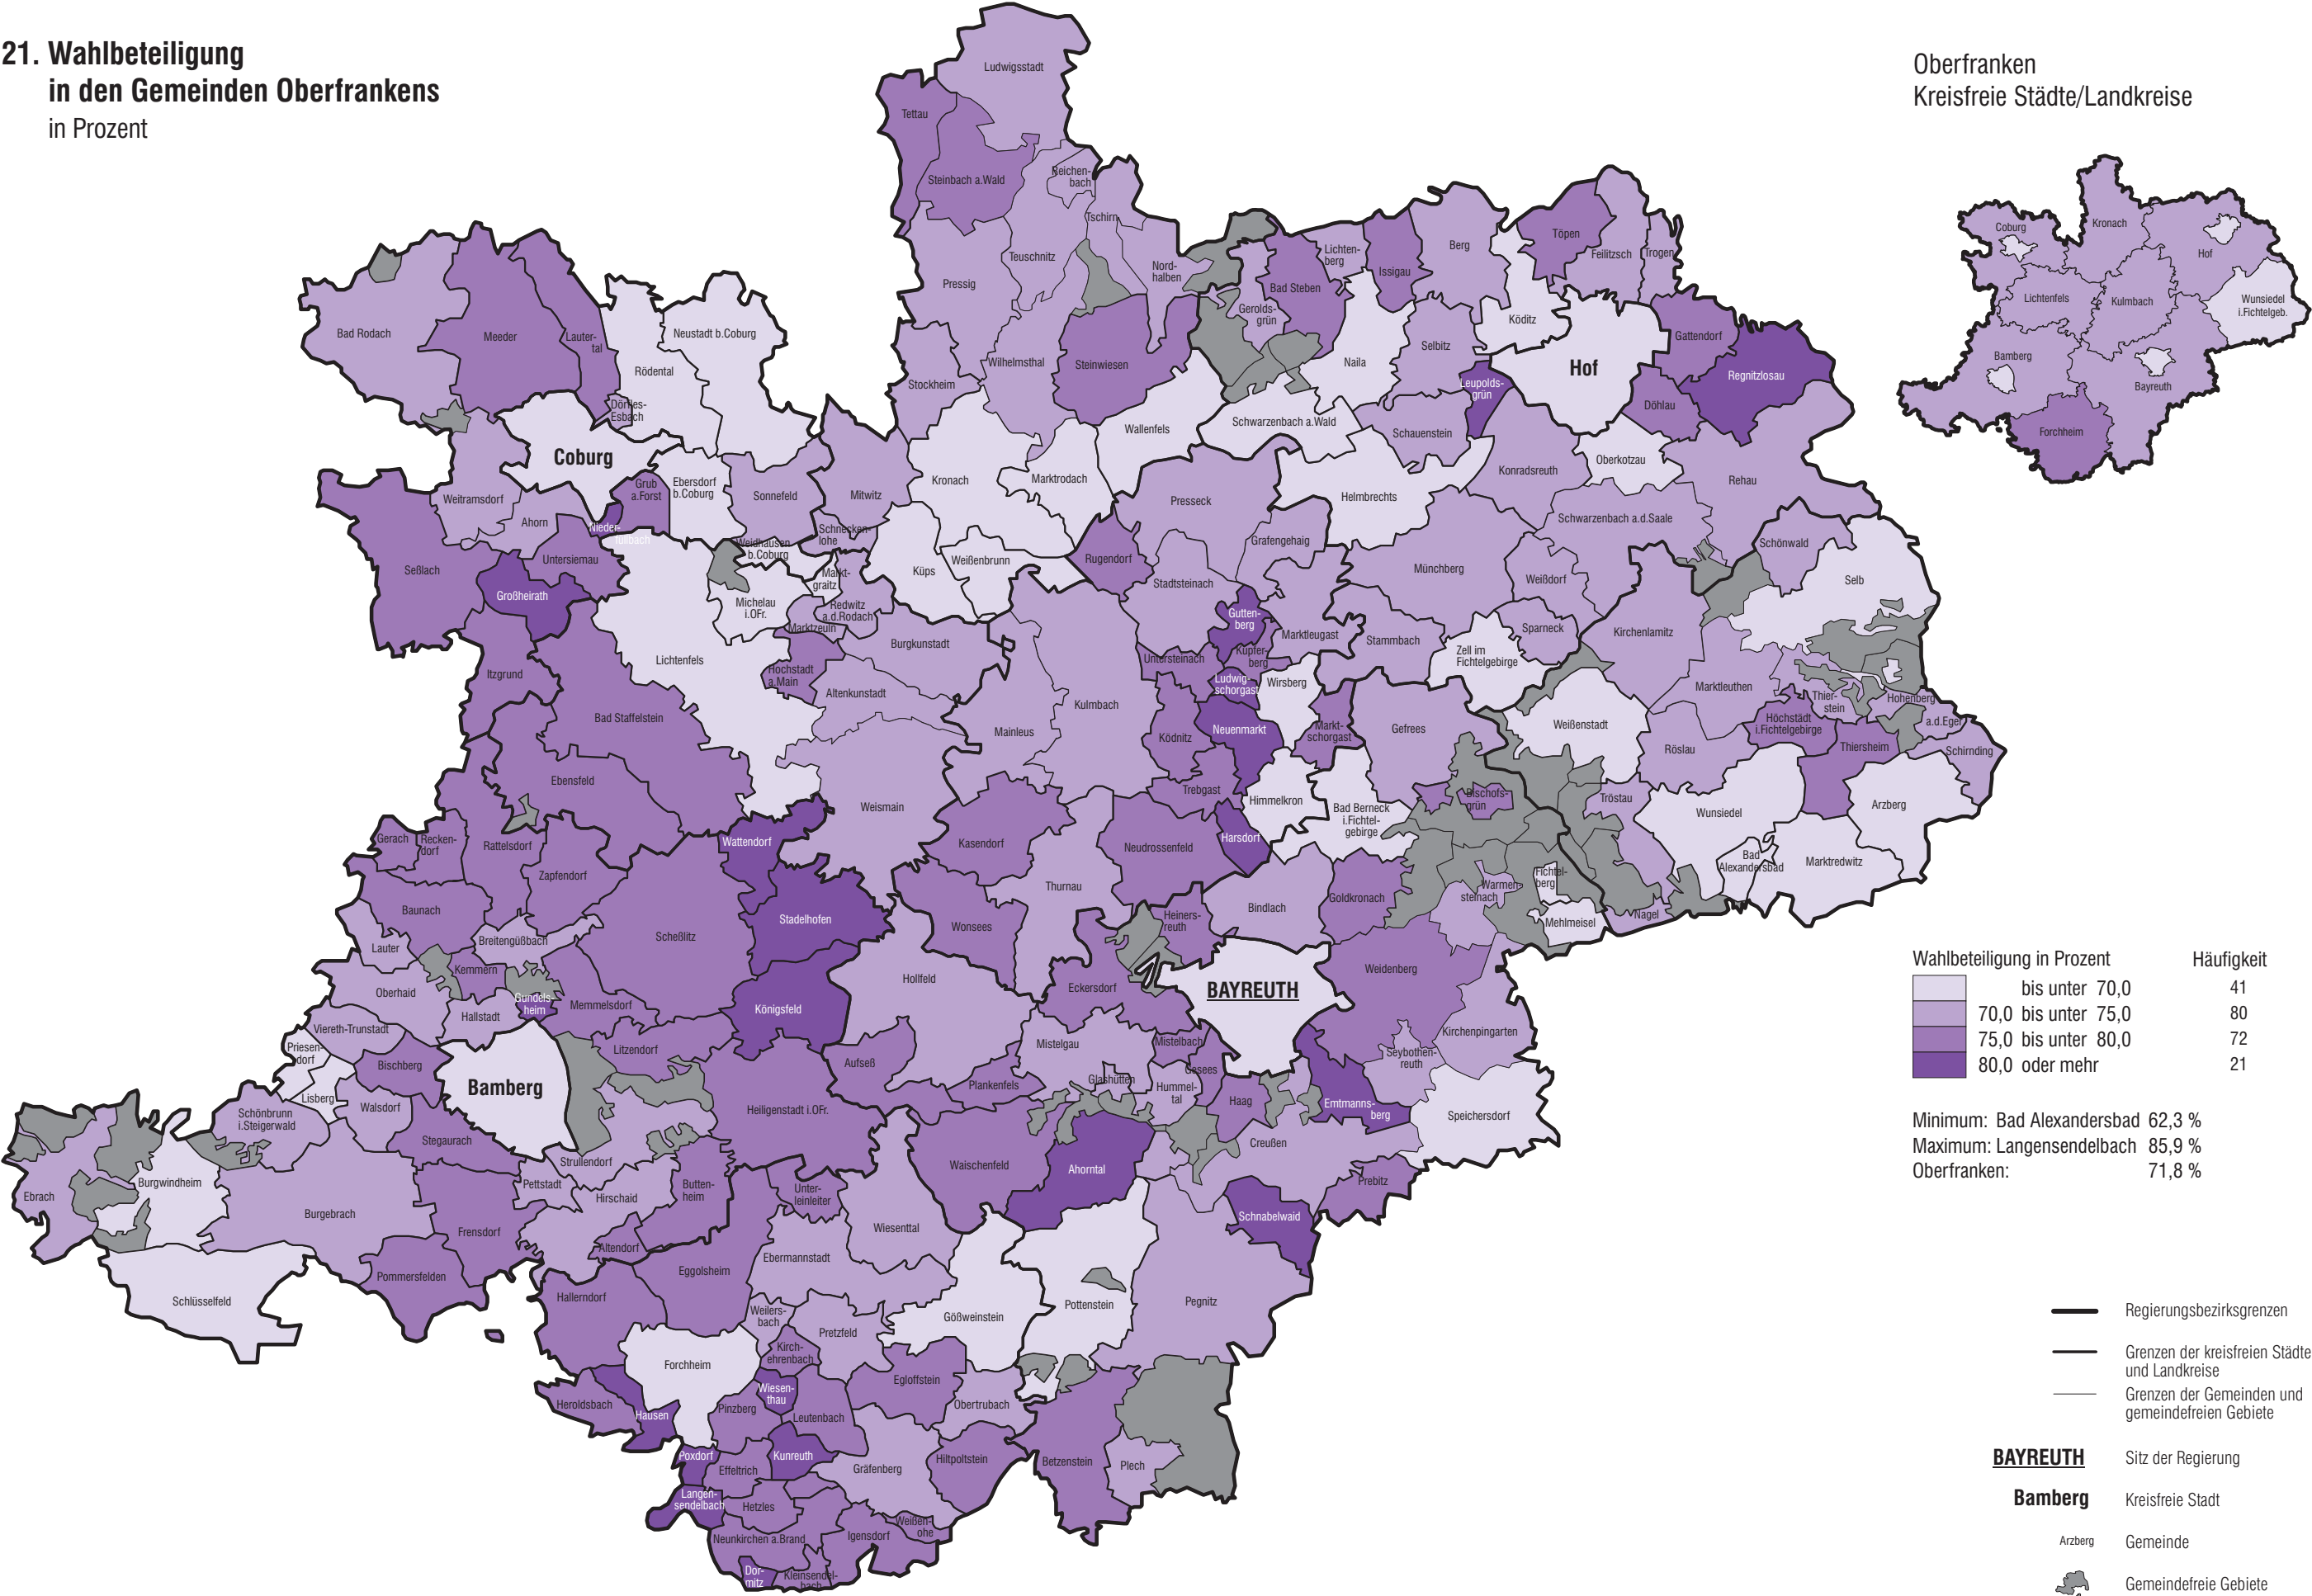 21. Wahlbeteiligung
in den Gemeinden Oberfrankens
in Prozent
Oberfranken
Kreisfreie Städte/Landkreise
Coburg
Kronach
Hof
Lichtenfels
Kulmbach
Wunsiedel
i.Fichtelgeb.
Bamberg
Bayreuth
Forchheim
Ludwigsstadt
Tettau
Steinbach a.Wald
Reichen-
bach
Tschirn
Teuschnitz
Nord-
halben
Pressig
Stockheim
Wilhelmsthal
Steinwiesen
Wallenfels
Kronach
Marktrodach
Mitwitz
Schnecken-
lohe
Küps
Weißenbrunn
Bad Rodach
Meeder
Lauter-
tal
Rödental
Neustadt b.Coburg
Dörfles-
Esbach
Coburg
Weitramsdorf
Ahorn
Grub
a.Forst
Ebersdorf
b.Coburg
Sonnefeld
Nieder-
füllbach
Weidhausen
b.Coburg
Untersiemau
Seßlach
Großheirath
Itzgrund
Lichten-
berg
Issigau
Berg
Töpen
Feilitzsch
Trogen
Bad Steben
Gerolds-
grün
Naila
Selbitz
Köditz
Hof
Gattendorf
Regnitzlosau
Leupolds-
grün
Döhlau
Schwarzenbach a.Wald
Schauenstein
Konradsreuth
Oberkotzau
Rehau
Helmbrechts
Schwarzenbach a.d.Saale
Münchberg
Weißdorf
Sparneck
Stammbach
Zell im
Fichtelgebirge
Michelau
i.OFr.
Markt-
graitz
Redwitz
a.d.Rodach
Marktzeuln
Burgkunstadt
Lichtenfels
Hochstadt
a.Main
Altenkunstadt
Bad Staffelstein
Ebensfeld
Weismain
Presseck
Grafengehaig
Rugendorf
Stadtsteinach
Gutten-
berg
Marktleugast
Kupfer-
berg
Untersteinach
Ludwig-
schorgast
Wirsberg
Kulmbach
Mainleus
Ködnitz
Neuenmarkt
Markt-
schorgast
Trebgast
Himmelkron
Harsdorf
Kasendorf
Neudrossenfeld
Thurnau
Wonsees
Schönwald
Selb
Kirchenlamitz
Marktleuthen
Thier-
stein
Hohenberg
a.d.Eger
Höchstädt
i.Fichtelgebirge
Thiersheim
Schirnding
Weißenstadt
Röslau
Tröstau
Wunsiedel
Arzberg
Bad
Alexandersbad
Marktredwitz
Nagel
Gefrees
Bad Berneck
i.Fichtel-
gebirge
Bischofs-
grün
Fichtel-
berg
Warmen-
steinach
Mehlmeisel
Goldkronach
Bindlach
Heiners-
reuth
Weidenberg
BAYREUTH
Eckersdorf
Hollfeld
Kirchenpingarten
Seybothen-
reuth
Mistelbach
Mistelgau
Gesees
Aufseß
Plankenfels
Glashütten
Hummel-
tal
Haag
Emtmanns-
berg
Speichersdorf
Creußen
Waischenfeld
Ahorntal
Prebitz
Schnabelwaid
Pottenstein
Pegnitz
Betzenstein
Plech
Wattendorf
Stadelhofen
Scheßlitz
Königsfeld
Gerach
Recken-
dorf
Rattelsdorf
Zapfendorf
Baunach
Lauter
Breitengüßbach
Kemmern
Oberhaid
Gundels-
heim
Memmelsdorf
Hallstadt
Viereth-Trunstadt
Priesen-
dorf
Bischberg
Bamberg
Litzendorf
Lisberg
Walsdorf
Heiligenstadt i.OFr.
Schönbrunn
i.Steigerwald
Stegaurach
Strullendorf
Ebrach
Burgwindheim
Burgebrach
Pettstadt
Hirschaid
Butten-
heim
Frensdorf
Altendorf
Pommersfelden
Schlüsselfeld
Unter-
leinleiter
Wiesenttal
Ebermannstadt
Eggolsheim
Hallerndorf
Weilers-
bach
Pretzfeld
Gößweinstein
Kirch-
ehrenbach
Forchheim
Wiesen-
thau
Egloffstein
Obertrubach
Heroldsbach
Hausen
Pinzberg
Leutenbach
Poxdorf
Effeltrich
Kunreuth
Gräfenberg
Hiltpoltstein
Langen-
sendelbach
Hetzles
Neunkirchen a.Brand
Igensdorf
Weißen-
ohe
Dor-
mitz
Kleinsendel-
bach
Wahlbeteiligung in Prozent Häufigkeit
bis unter 70,0 41
70,0 bis unter 75,0 80
75,0 bis unter 80,0 72
80,0 oder mehr 21
Minimum: Bad Alexandersbad 62,3 %
Maximum: Langensendelbach 85,9 %
Oberfranken: 71,8 %
Regierungsbezirksgrenzen
Grenzen der kreisfreien Städte
und Landkreise
Grenzen der Gemeinden und
gemeindefreien Gebiete
BAYREUTH Sitz der Regierung
Bamberg Kreisfreie Stadt
Arzberg Gemeinde
Gemeindefreie Gebiete